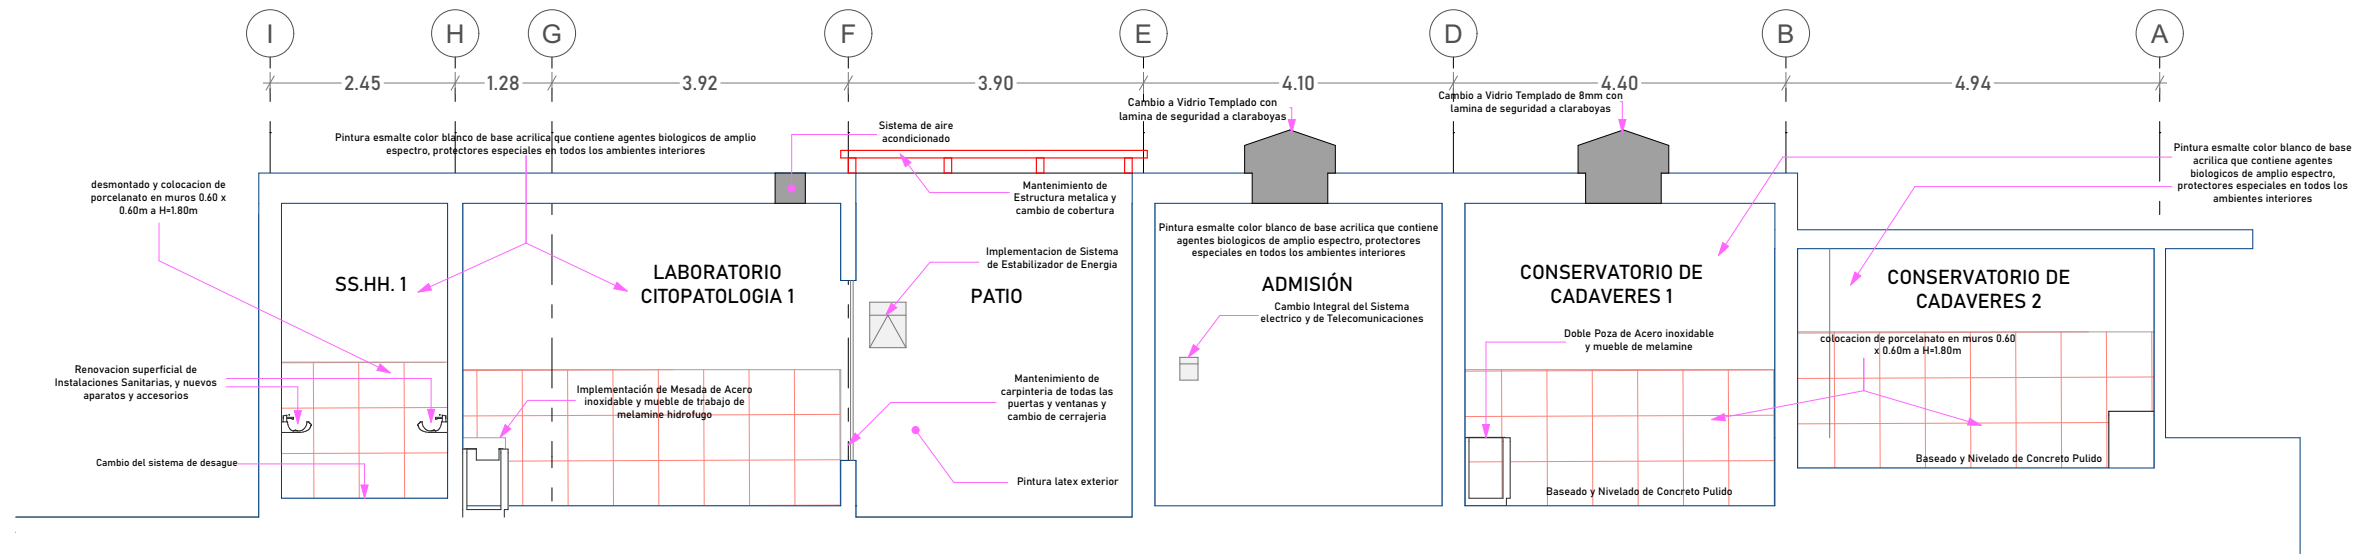 I
H
G
F
E
D
B
A
2.45
1.28
3.92
3.90
4.10
4.40
4.94
Pintura esmalte color blanco de base acrilica que contiene agentes biologicos de amplio
espectro, protectores especiales en todos los ambientes interiores
Sistema de aire
acondicionado
Cambio a Vidrio Templado con
lamina de seguridad a claraboyas
Cambio a Vidrio Templado de 8mm con
lamina de seguridad a claraboyas
Pintura esmalte color blanco de base
acrilica que contiene agentes
biologicos de amplio espectro,
protectores especiales en todos los
ambientes interiores
desmontado y colocacion de
porcelanato en muros 0.60 x
0.60m a H=1.80m
Mantenimiento de
Estructura metalica y
cambio de cobertura
Pintura esmalte color blanco de base acrilica que contiene
agentes biologicos de amplio espectro, protectores
especiales en todos los ambientes interiores
Implementacion de Sistema
de Estabilizador de Energia
SS.HH. 1
LABORATORIO
CITOPATOLOGIA 1
PATIO
ADMISIÓN
CONSERVATORIO DE
CADAVERES 1
CONSERVATORIO DE
CADAVERES 2
Cambio Integral del Sistema
electrico y de Telecomunicaciones
Doble Poza de Acero inoxidable
y mueble de melamine
colocacion de porcelanato en muros 0.60
x 0.60m a H=1.80m
Renovacion superficial de
Instalaciones Sanitarias, y nuevos
aparatos y accesorios
Implementación de Mesada de Acero
inoxidable y mueble de trabajo de
melamine hidrofugo
Mantenimiento de
carpinteria de todas las
puertas y ventanas y
cambio de cerrajeria
Cambio del sistema de desague
Pintura latex exterior
Baseado y Nivelado de Concreto Pulido
Baseado y Nivelado de Concreto Pulido